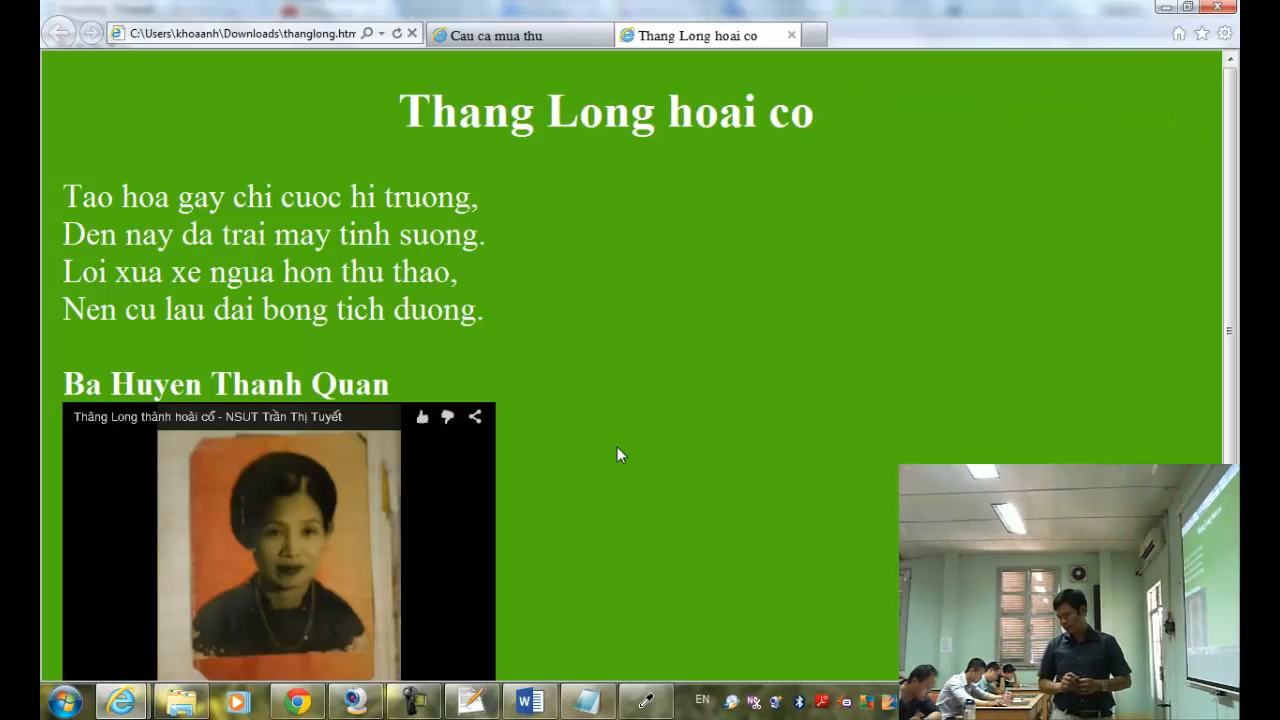 C:\Users\khoaanh\Downloads\thanglong.htm
Cau ca mua thu
Thang Long hoai co
Thang Long hoai co
Tao hoa gay chi cuoc hi truong,
Den nay da trai may tinh suong.
Loi xua xe ngua hon thu thao,
Nen cu lau dai bong tich duong.
Ba Huyen Thanh Quan
Thăng Long thành hoài cổ - NSUT Trần Thị Tuyết
EN